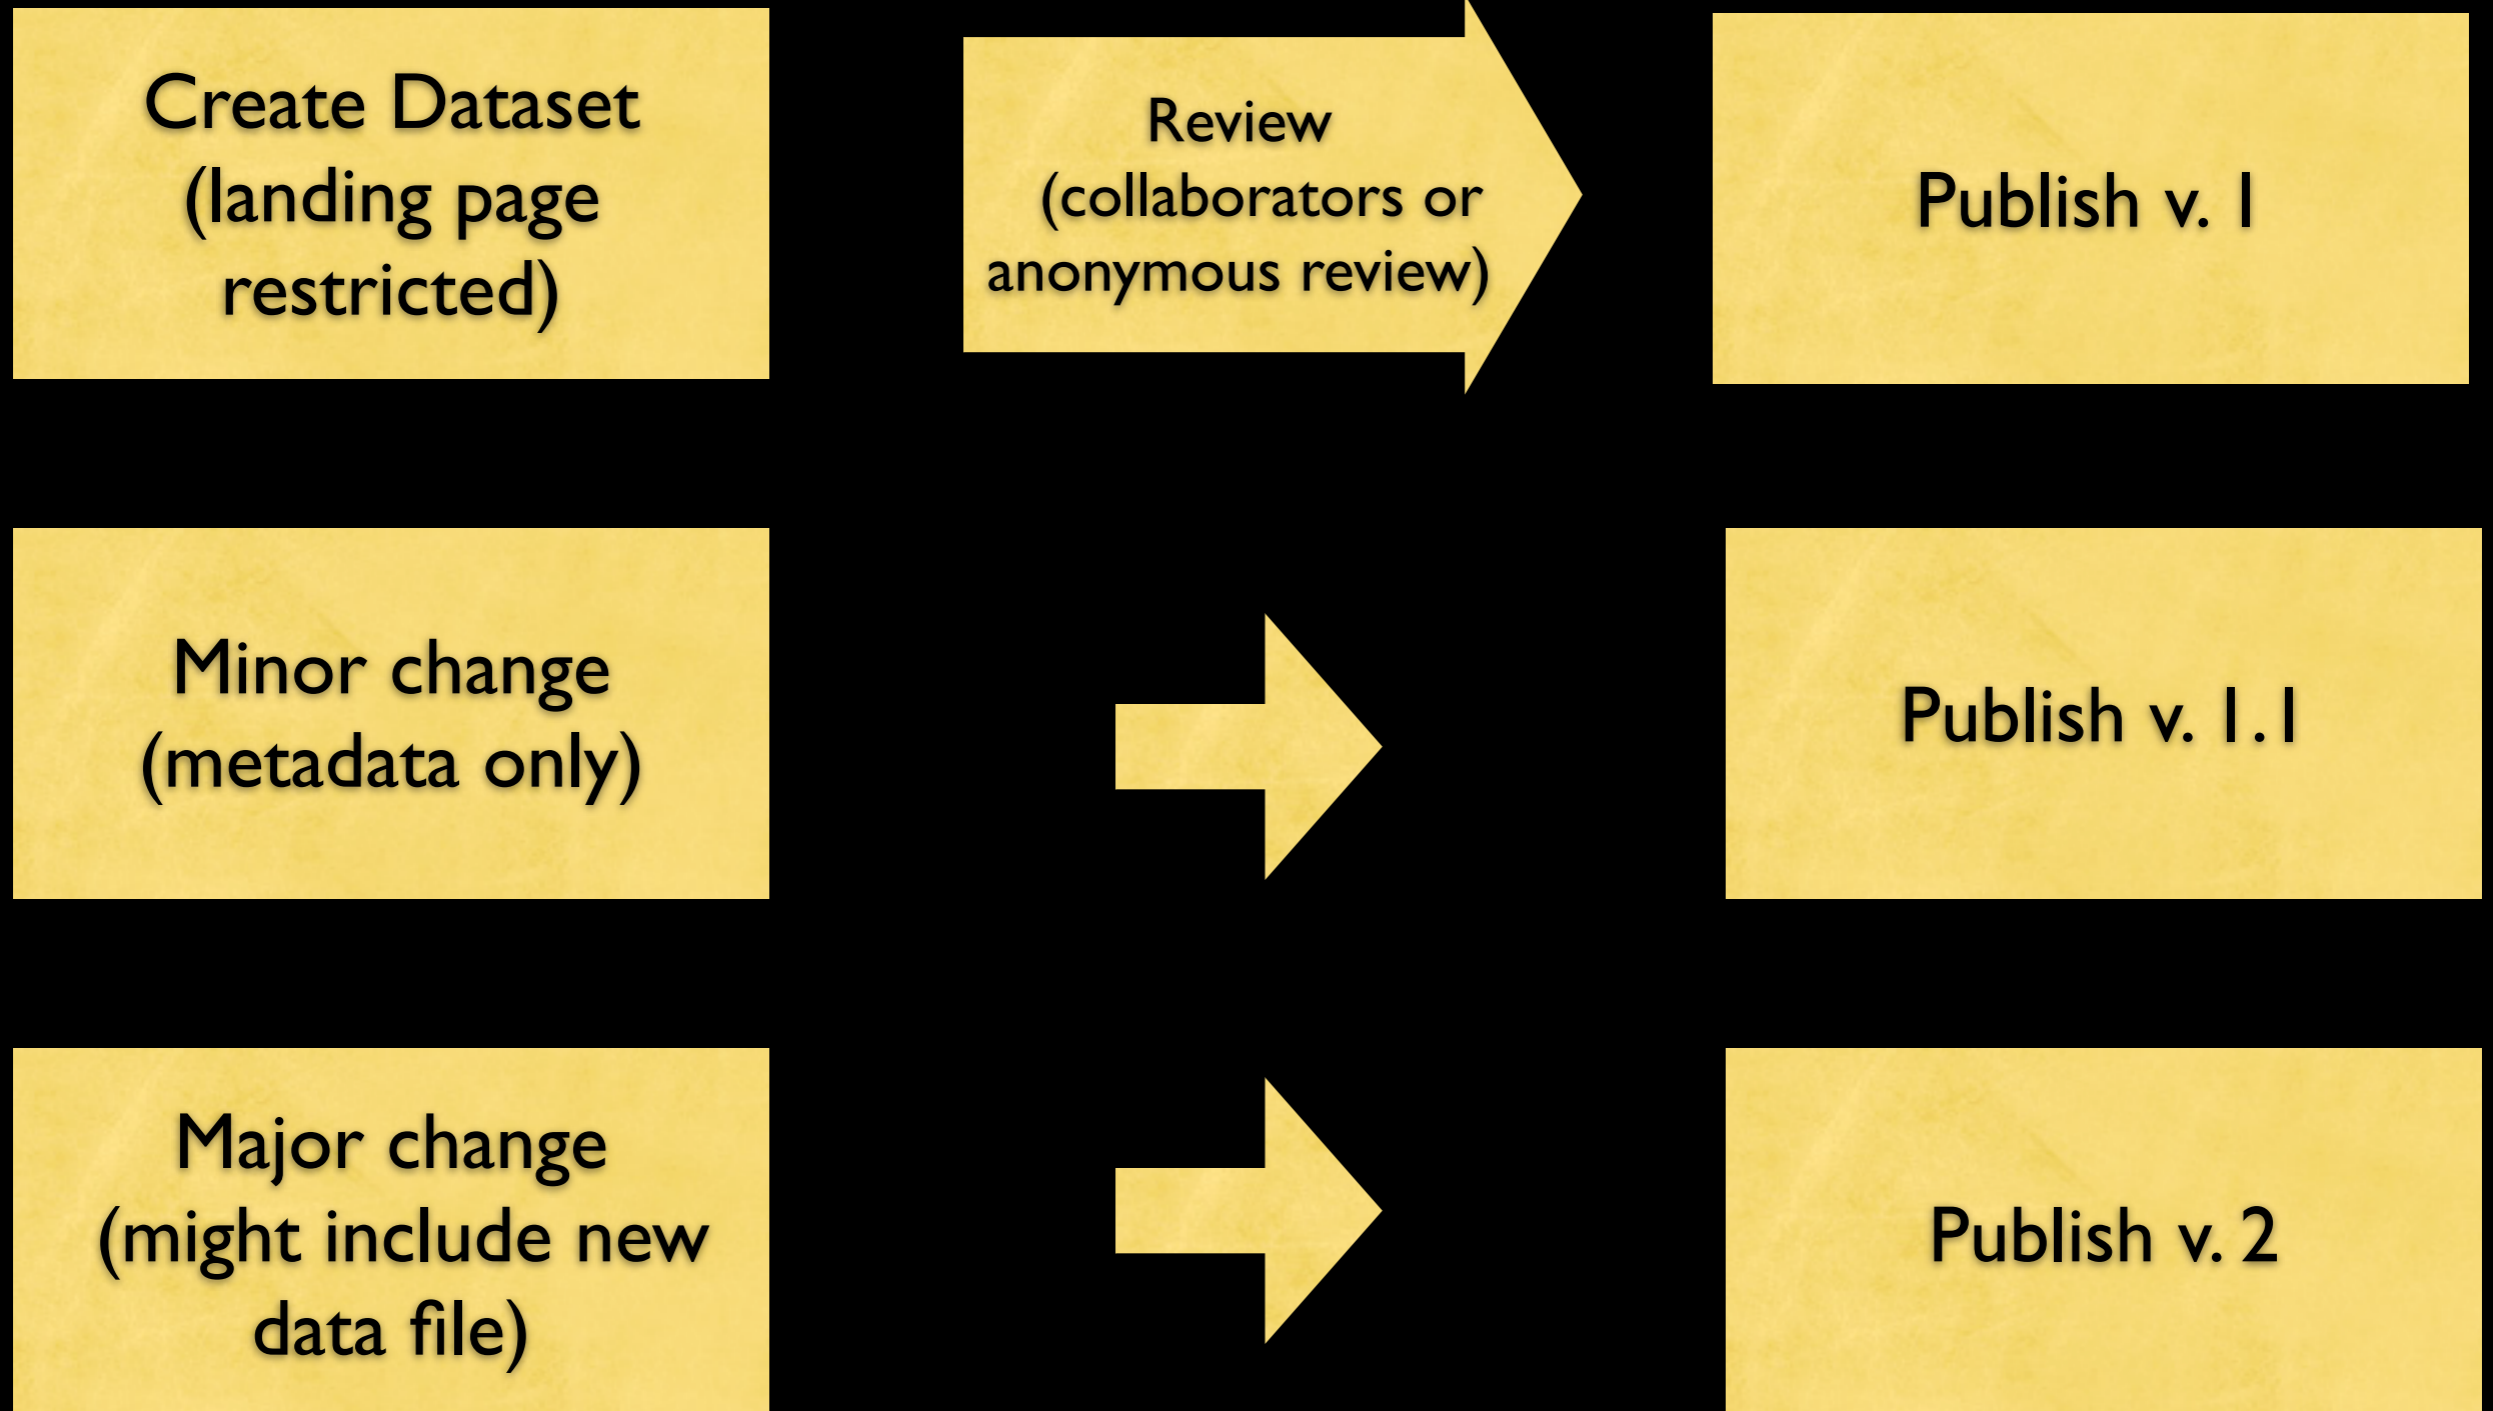 Create Dataset
(landing page
restricted)
Review
(collaborators or
anonymous review)
Publish v. 1
Minor change
(metadata only)
Publish v. 1.1
Major change
(might include new
data file)
Publish v. 2